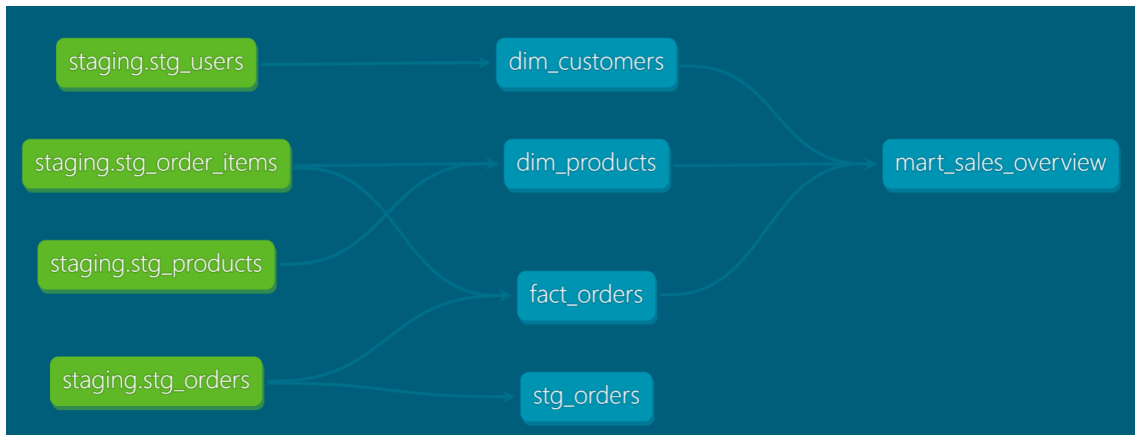 staging.stg_users
dim_customers
staging.stg_order_items
dim_products
mart_sales_overview
staging.stg_products
fact_orders
staging.stg_orders
stg_orders